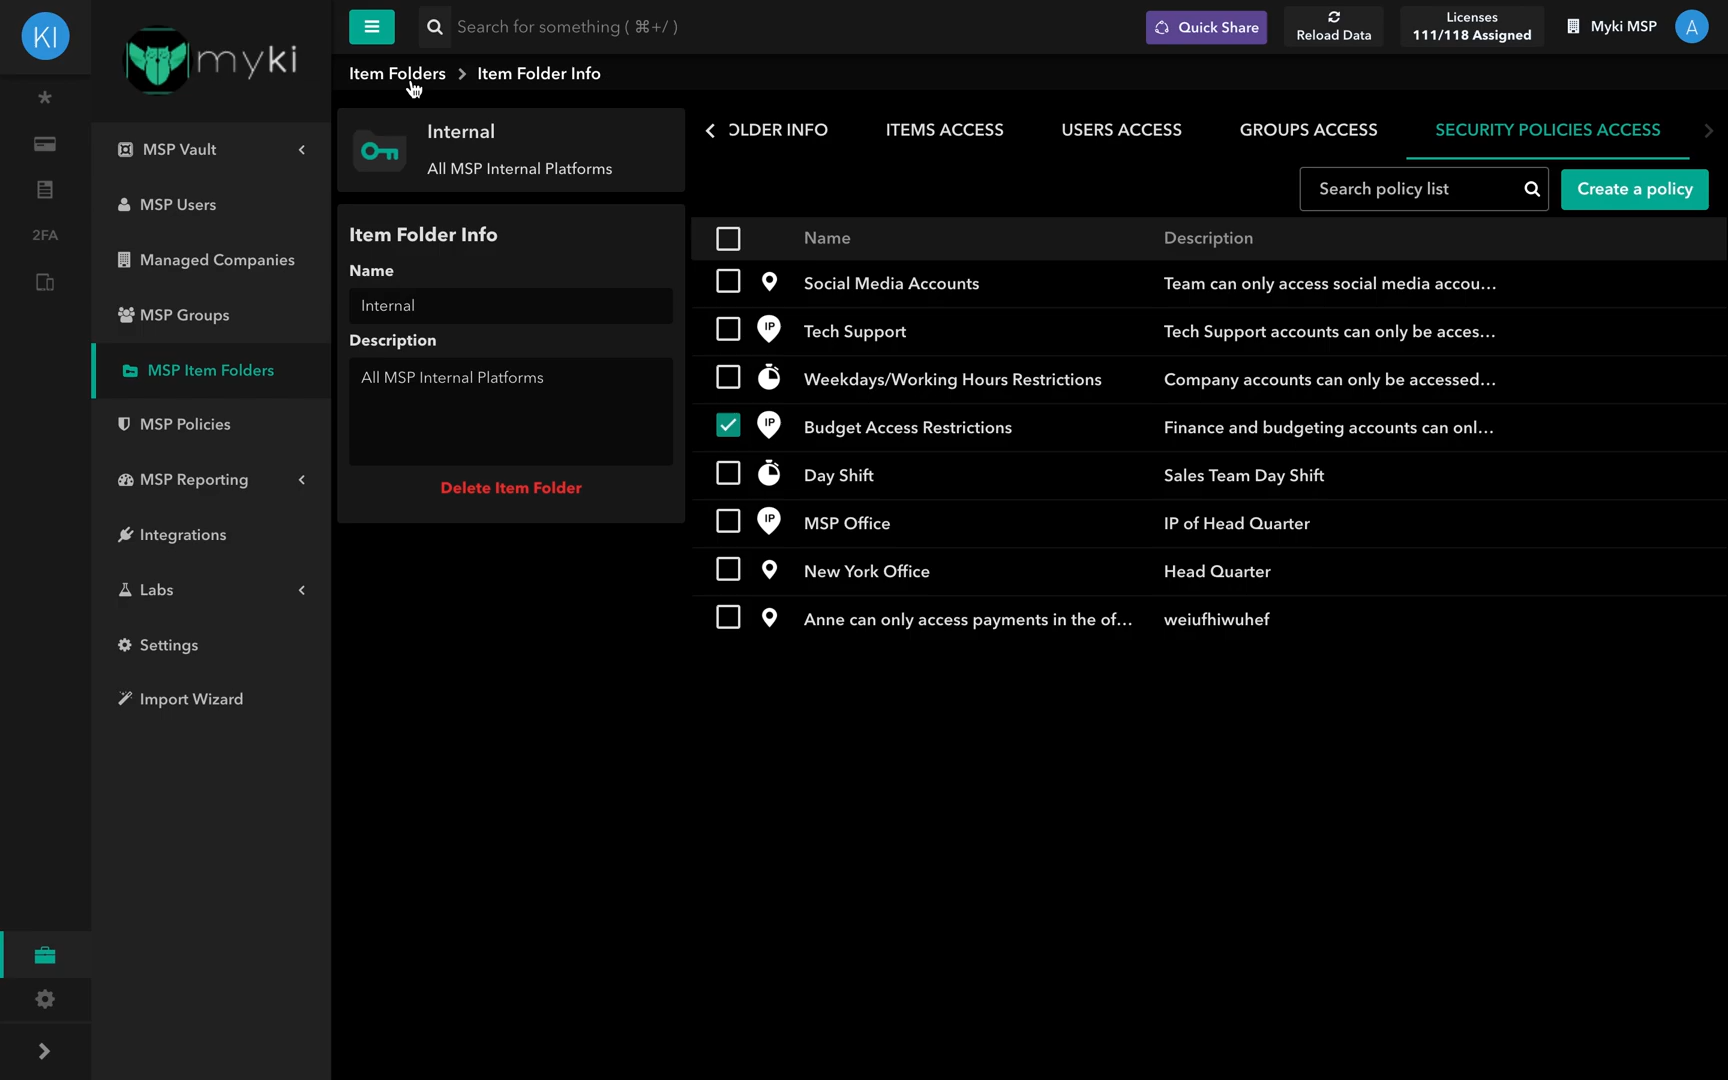 KI
myki
Search for something ( ⌘+/ )
Quick Share
Reload Data
Licenses
111/118 Assigned
Myki MSP
A
Item Folders > Item Folder Info
2FA
MSP Vault
MSP Users
Managed Companies
MSP Groups
MSP Item Folders
MSP Policies
MSP Reporting
Integrations
Labs
Settings
Import Wizard
Internal
All MSP Internal Platforms
Item Folder Info
Name
Internal
Description
All MSP Internal Platforms
Delete Item Folder
OLDER INFO
ITEMS ACCESS
USERS ACCESS
GROUPS ACCESS
SECURITY POLICIES ACCESS
Search policy list
Create a policy
Name Description
Social Media Accounts Team can only access social media accou...
IP Tech Support Tech Support accounts can only be acces...
Weekdays/Working Hours Restrictions Company accounts can only be accessed...
IP Budget Access Restrictions Finance and budgeting accounts can onl...
Day Shift Sales Team Day Shift
IP MSP Office IP of Head Quarter
New York Office Head Quarter
Anne can only access payments in the of... weiufhiwuhef